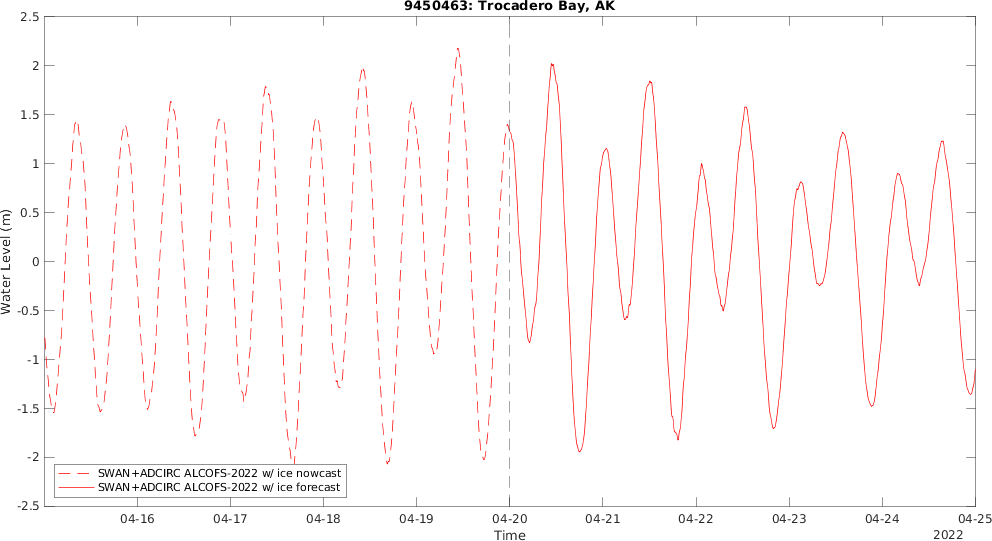 9450463: Trocadero Bay, AK
2.5
2
1.5
1
0.5
0
-0.5
-1
-1.5
-2
-2.5
Water Level (m)
SWAN+ADCIRC ALCOFS-2022 w/ ice nowcast
SWAN+ADCIRC ALCOFS-2022 w/ ice forecast
04-16 04-17 04-18 04-19 04-20 04-21 04-22 04-23 04-24 04-25
Time
2022